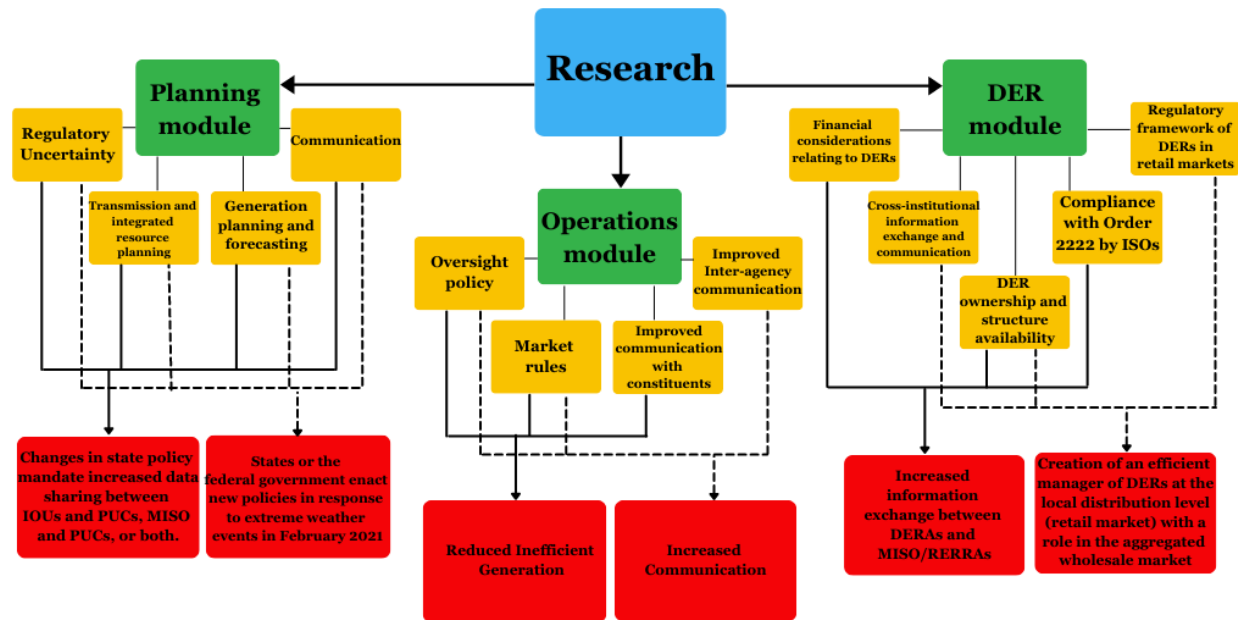 Research
Planning
module
Regulatory
Uncertainty
Communication
Transmission and
integrated
resource
planning
Generation
planning and
forecasting
Changes in state policy
mandate increased data
sharing between
IOUs and PUCs, MISO
and PUCs, or both.
States or the
federal government enact
new policies in response
to extreme weather
events in February 2021
Operations
module
Oversight
policy
Improved
Inter-agency
communication
Market
rules
Improved
communication
with
constituents
Reduced Inefficient
Generation
Increased
Communication
DER
module
Financial
considerations
relating to DERs
Regulatory
framework of
DERs in
retail markets
Cross-institutional
information
exchange and
communication
Compliance
with Order
2222 by ISOs
DER
ownership and
structure
availability
Increased
information
exchange between
DERAs and
MISO/RERRAs
Creation of an efficient
manager of DERs at the
local distribution level
(retail market) with a
role in the aggregated
wholesale market